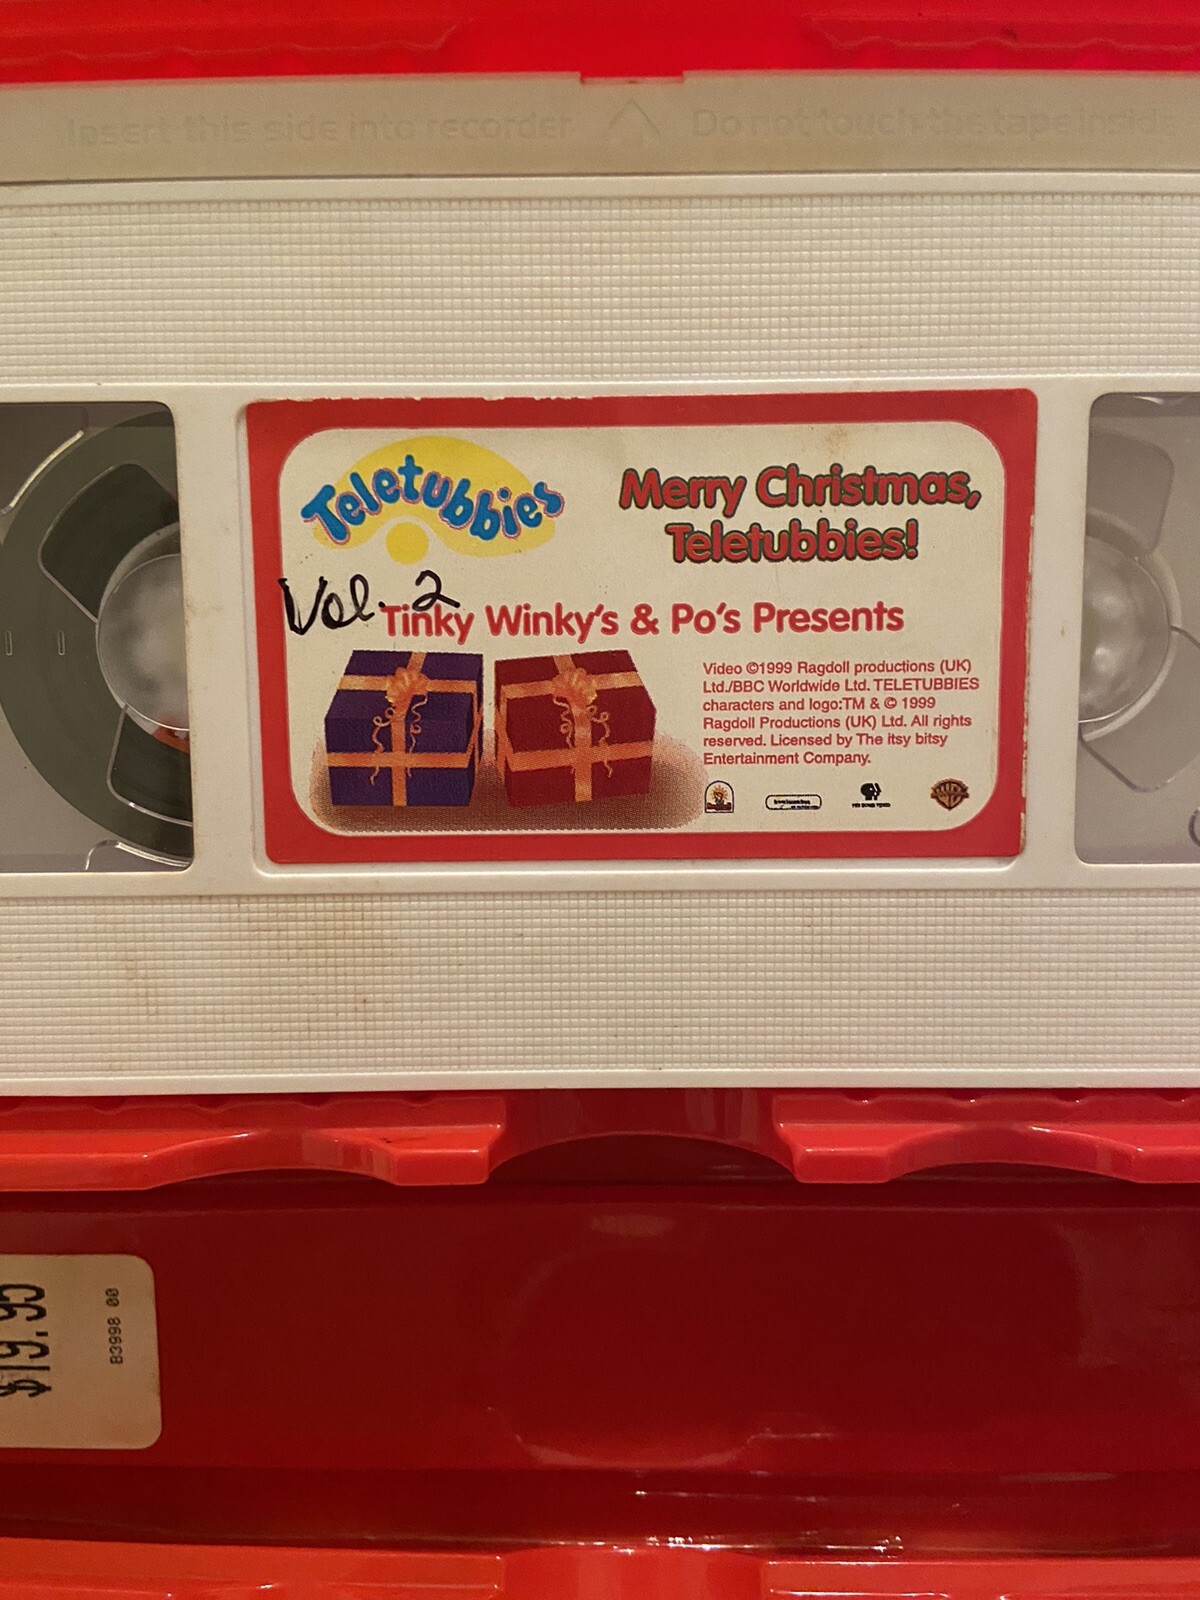 Insert this side into recorder Do not touch the tape inside
Teletubbies
Merry Christmas,
Teletubbies!
Vol. 2
Tinky Winky's & Po's Presents
Video ©1999 Ragdoll productions (UK)
Ltd./BBC Worldwide Ltd. TELETUBBIES
characters and logo:TM & © 1999
Ragdoll Productions (UK) Ltd. All rights
reserved. Licensed by The itsy bitsy
Entertainment Company.
$19.95
83998 00